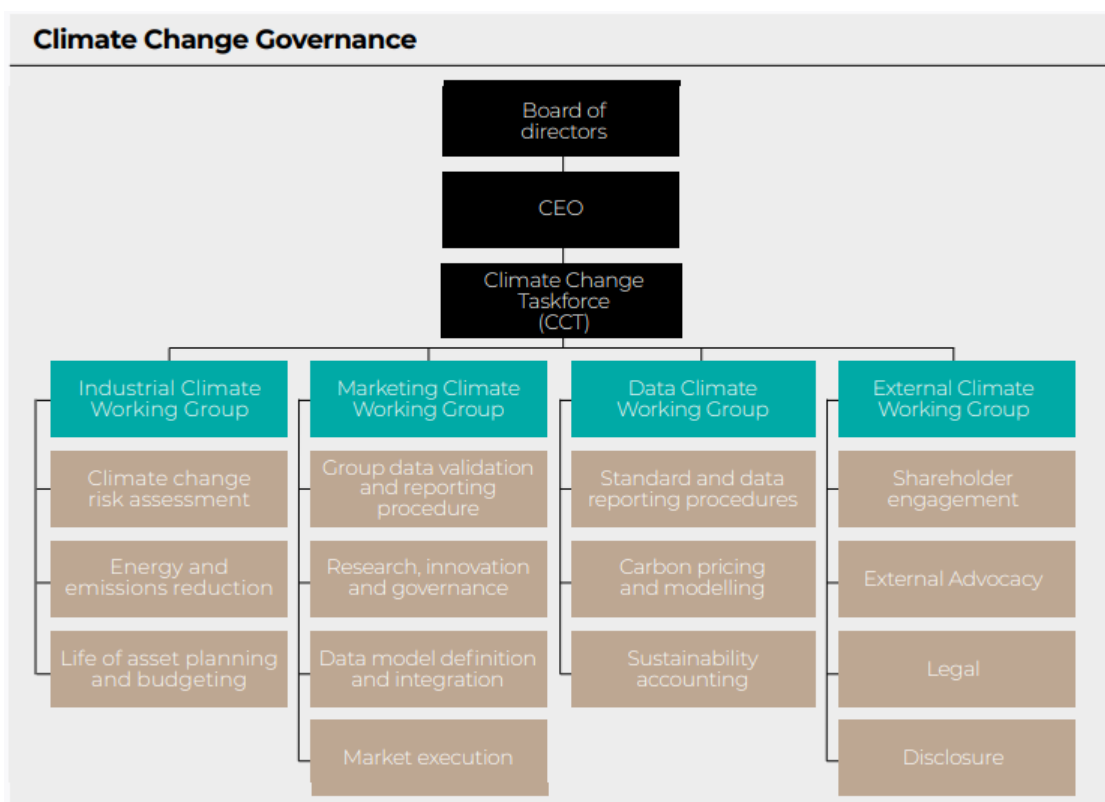 Climate Change Governance
Board of
directors
CEO
Climate Change
Taskforce
(CCT)
Industrial Climate
Working Group
Climate change
risk assessment
Energy and
emissions reduction
Life of asset planning
and budgeting
Marketing Climate
Working Group
Group data validation
and reporting
procedure
Research, innovation
and governance
Data model definition
and integration
Market execution
Data Climate
Working Group
Standard and data
reporting procedures
Carbon pricing
and modelling
Sustainability
accounting
External Climate
Working Group
Shareholder
engagement
External Advocacy
Legal
Disclosure